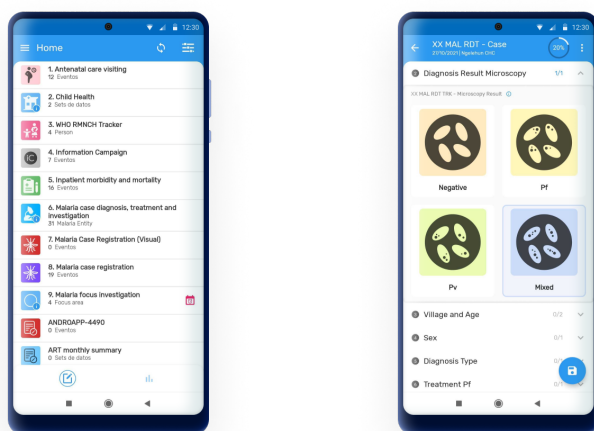 12:30
Home
1. Antenatal care visiting
12 Eventos
2. Child Health
2 Sets de datos
3. WHO RMNCH Tracker
4 Person
4. Information Campaign
7 Eventos
5. Inpatient morbidity and mortality
16 Eventos
6. Malaria case diagnosis, treatment and
investigation
31 Malaria Entity
7. Malaria Case Registration (Visual)
0 Eventos
8. Malaria case registration
19 Eventos
9. Malaria focus investigation
4 Focus area
ANDROAPP-4490
0 Eventos
ART monthly summary
0 Sets de datos
12:30
XX MAL RDT - Case
27/10/2021 | Ngelehun CHC
20%
Diagnosis Result Microscopy 1/1
XX MAL RDT TRK - Microscopy Result
Negative
Pf
Pv
Mixed
Village and Age 0/2
Sex 0/1
Diagnosis Type
Treatment Pf